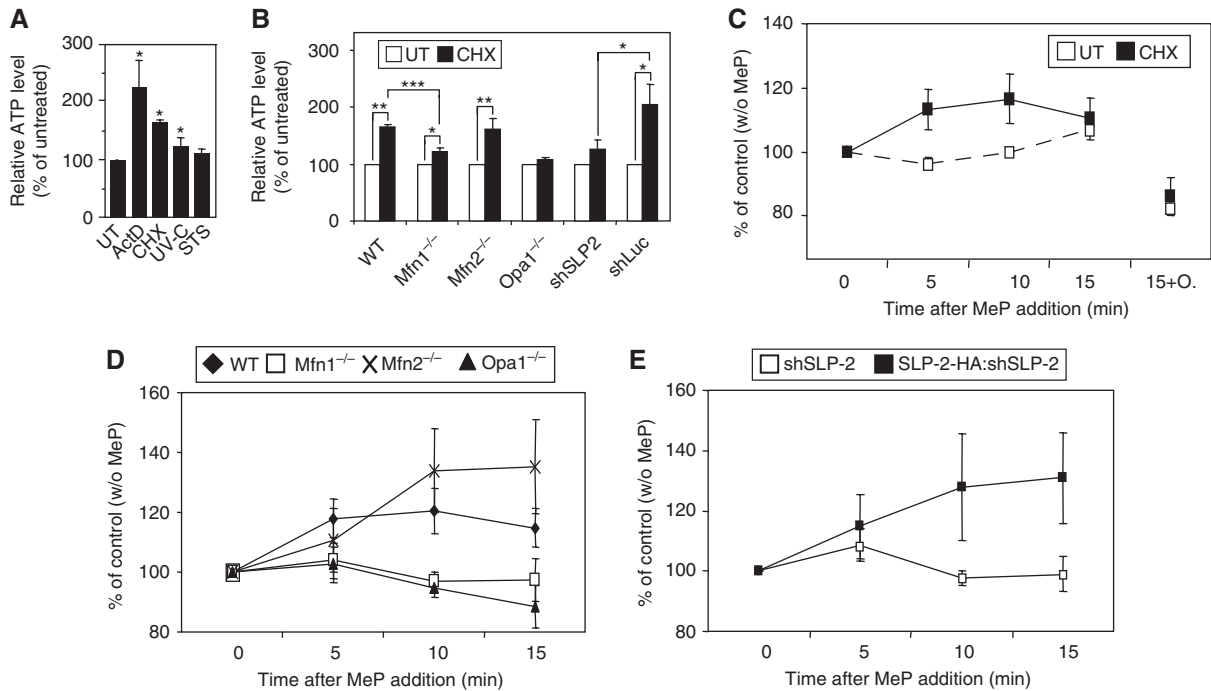 A
Relative ATP level
(% of untreated)
300
200
100
0
UT
ActD
CHX
UV-C
STS
*
*
*
B
UT CHX
Relative ATP level
(% of untreated)
300
200
100
0
**
***
*
**
*
*
WT
Mfn1–/–
Mfn2–/–
Opa1–/–
shSLP2
shLuc
C
UT CHX
% of control (w/o MeP)
140
120
100
80
0 5 10 15 15+O.
Time after MeP addition (min)
D
WT Mfn1–/– Mfn2–/– Opa1–/–
% of control (w/o MeP)
160
140
120
100
80
0 5 10 15
Time after MeP addition (min)
E
shSLP-2 SLP-2-HA:shSLP-2
% of control (w/o MeP)
160
140
120
100
80
0 5 10 15
Time after MeP addition (min)